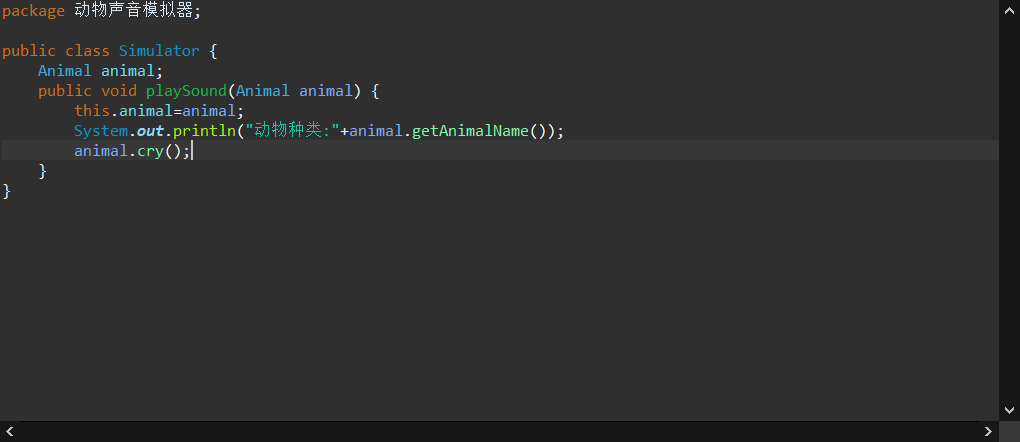 package 动物声音模拟器;
public class Simulator {
Animal animal;
public void playSound(Animal animal) {
this.animal=animal;
System.out.println("动物种类:"+animal.getAnimalName());
animal.cry();
}
}